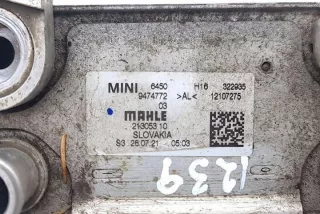 MINI 6450 H16 322935
9474772 >AL< 12107275
03
MAHLE
21305310
SLOVAKIA
S3 26.07.21 05:03
1239